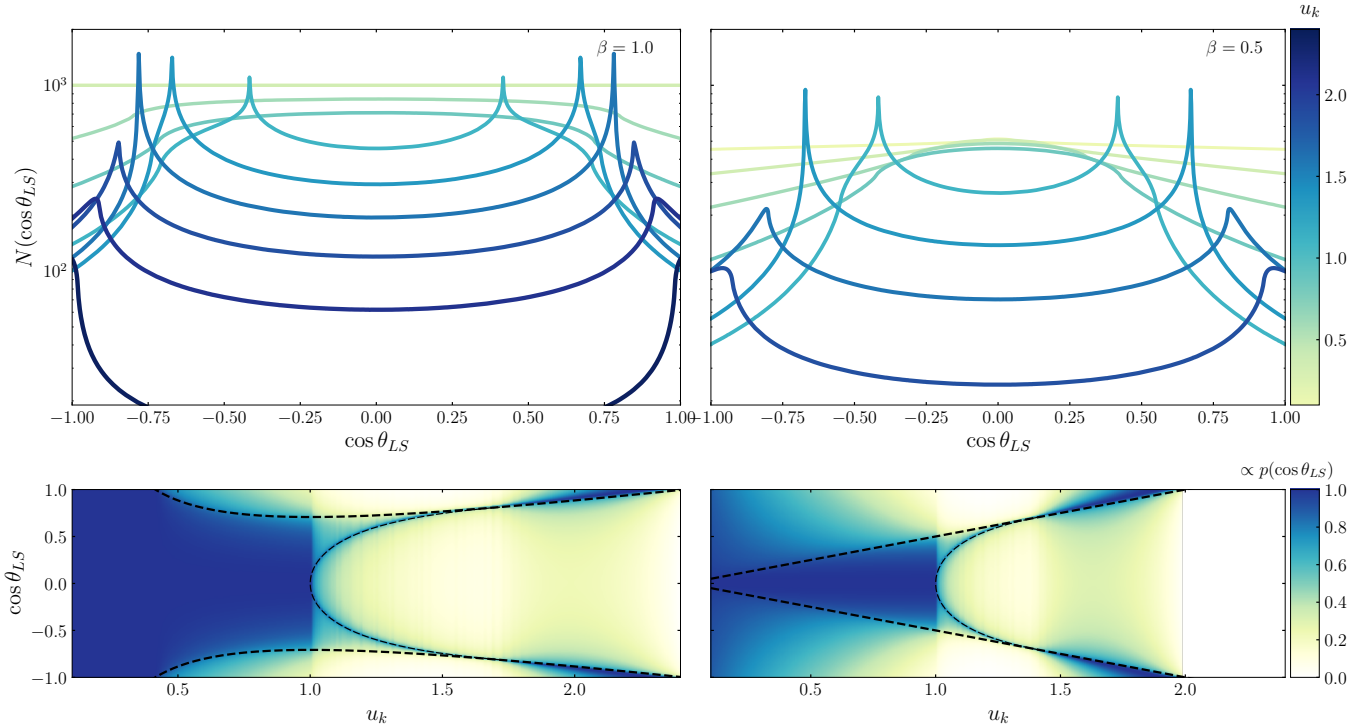 u_k
β = 1.0
β = 0.5
N(cos θ_LS)
10^3
10^2
2.0
1.5
1.0
0.5
−1.00 −0.75 −0.50 −0.25 0.00 0.25 0.50 0.75 1.00
−1.00 −0.75 −0.50 −0.25 0.00 0.25 0.50 0.75 1.00
cos θ_LS
cos θ_LS
∝ p(cos θ_LS)
cos θ_LS
1.0
0.5
0.0
−0.5
−1.0
1.0
0.8
0.6
0.4
0.2
0.0
0.5 1.0 1.5 2.0
0.5 1.0 1.5 2.0
u_k
u_k